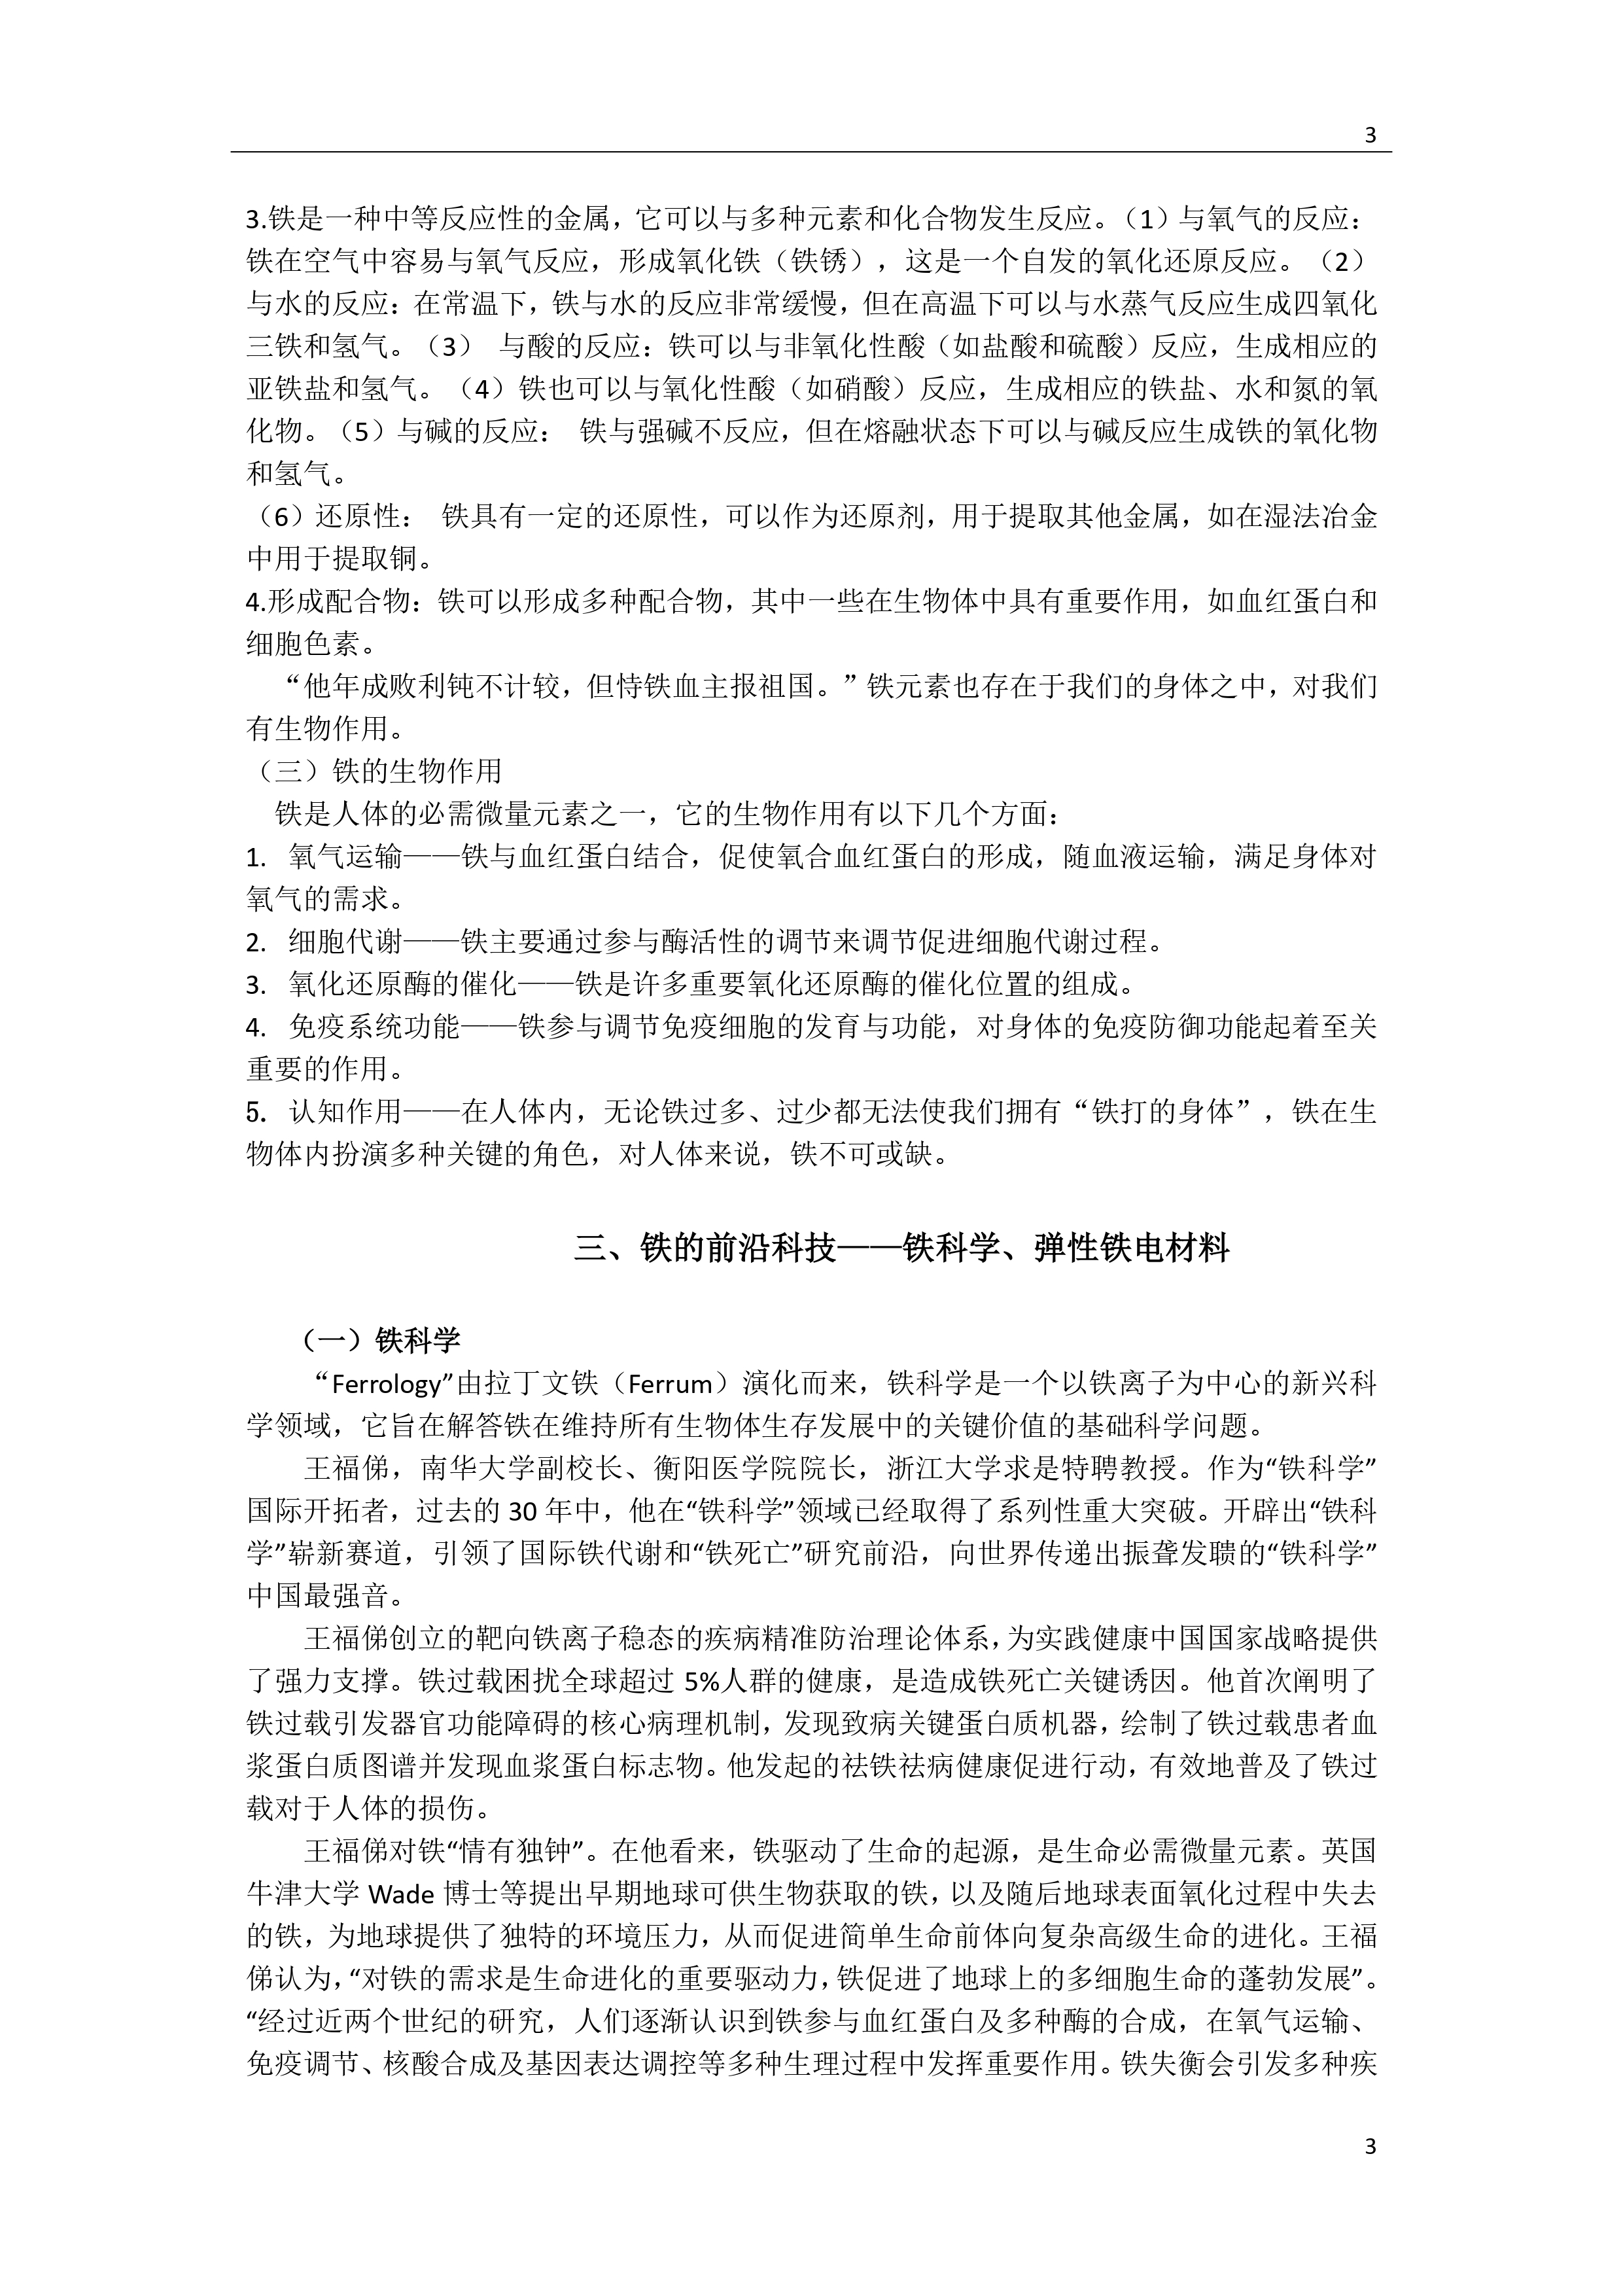 3
3.铁是一种中等反应性的金属，它可以与多种元素和化合物发生反应。（1）与氧气的反应：
铁在空气中容易与氧气反应，形成氧化铁（铁锈），这是一个自发的氧化还原反应。（2）
与水的反应：在常温下，铁与水的反应非常缓慢，但在高温下可以与水蒸气反应生成四氧化
三铁和氢气。（3） 与酸的反应：铁可以与非氧化性酸（如盐酸和硫酸）反应，生成相应的
亚铁盐和氢气。（4）铁也可以与氧化性酸（如硝酸）反应，生成相应的铁盐、水和氮的氧
化物。（5）与碱的反应： 铁与强碱不反应，但在熔融状态下可以与碱反应生成铁的氧化物
和氢气。
（6）还原性： 铁具有一定的还原性，可以作为还原剂，用于提取其他金属，如在湿法冶金
中用于提取铜。
4.形成配合物：铁可以形成多种配合物，其中一些在生物体中具有重要作用，如血红蛋白和
细胞色素。
“他年成败利钝不计较，但恃铁血主报祖国。”铁元素也存在于我们的身体之中，对我们
有生物作用。
（三）铁的生物作用
铁是人体的必需微量元素之一，它的生物作用有以下几个方面：
1. 氧气运输——铁与血红蛋白结合，促使氧合血红蛋白的形成，随血液运输，满足身体对
氧气的需求。
2. 细胞代谢——铁主要通过参与酶活性的调节来调节促进细胞代谢过程。
3. 氧化还原酶的催化——铁是许多重要氧化还原酶的催化位置的组成。
4. 免疫系统功能——铁参与调节免疫细胞的发育与功能，对身体的免疫防御功能起着至关
重要的作用。
5. 认知作用——在人体内，无论铁过多、过少都无法使我们拥有“铁打的身体”，铁在生
物体内扮演多种关键的角色，对人体来说，铁不可或缺。
三、铁的前沿科技——铁科学、弹性铁电材料
（一）铁科学
“Ferrology”由拉丁文铁（Ferrum）演化而来，铁科学是一个以铁离子为中心的新兴科
学领域，它旨在解答铁在维持所有生物体生存发展中的关键价值的基础科学问题。
王福俤，南华大学副校长、衡阳医学院院长，浙江大学求是特聘教授。作为“铁科学”
国际开拓者，过去的 30 年中，他在“铁科学”领域已经取得了系列性重大突破。开辟出“铁科
学”崭新赛道，引领了国际铁代谢和“铁死亡”研究前沿，向世界传递出振聋发聩的“铁科学”
中国最强音。
王福俤创立的靶向铁离子稳态的疾病精准防治理论体系，为实践健康中国国家战略提供
了强力支撑。铁过载困扰全球超过 5%人群的健康，是造成铁死亡关键诱因。他首次阐明了
铁过载引发器官功能障碍的核心病理机制，发现致病关键蛋白质机器，绘制了铁过载患者血
浆蛋白质图谱并发现血浆蛋白标志物。他发起的祛铁祛病健康促进行动，有效地普及了铁过
载对于人体的损伤。
王福俤对铁“情有独钟”。在他看来，铁驱动了生命的起源，是生命必需微量元素。英国
牛津大学 Wade 博士等提出早期地球可供生物获取的铁，以及随后地球表面氧化过程中失去
的铁，为地球提供了独特的环境压力，从而促进简单生命前体向复杂高级生命的进化。王福
俤认为，“对铁的需求是生命进化的重要驱动力，铁促进了地球上的多细胞生命的蓬勃发展”。
“经过近两个世纪的研究，人们逐渐认识到铁参与血红蛋白及多种酶的合成，在氧气运输、
免疫调节、核酸合成及基因表达调控等多种生理过程中发挥重要作用。铁失衡会引发多种疾
3